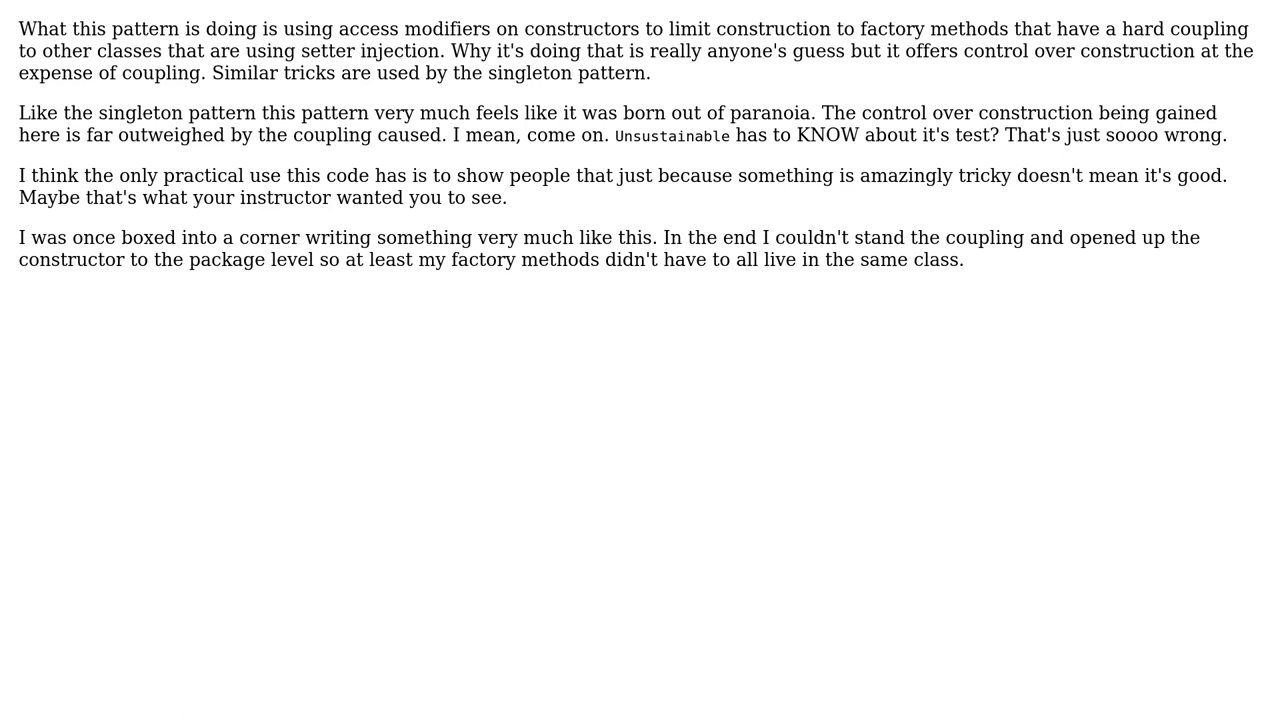 What this pattern is doing is using access modifiers on constructors to limit construction to factory methods that have a hard coupling
to other classes that are using setter injection. Why it's doing that is really anyone's guess but it offers control over construction at the
expense of coupling. Similar tricks are used by the singleton pattern.
Like the singleton pattern this pattern very much feels like it was born out of paranoia. The control over construction being gained
here is far outweighed by the coupling caused. I mean, come on. Unsustainable has to KNOW about it's test? That's just soooo wrong.
I think the only practical use this code has is to show people that just because something is amazingly tricky doesn't mean it's good.
Maybe that's what your instructor wanted you to see.
I was once boxed into a corner writing something very much like this. In the end I couldn't stand the coupling and opened up the
constructor to the package level so at least my factory methods didn't have to all live in the same class.